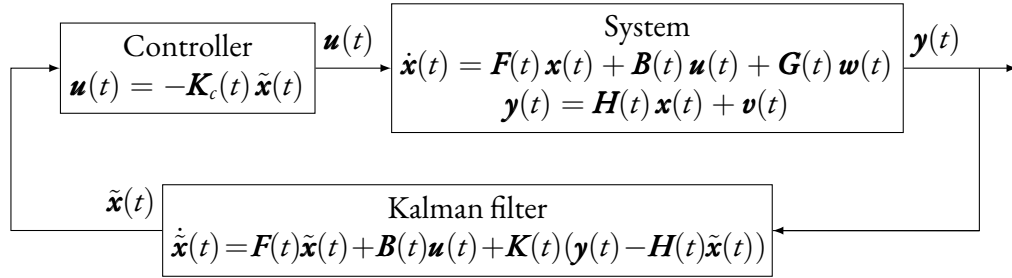 Controller
𝒖(t) = −𝑲_c(t) x̃(t)
𝒖(t)
System
ẋ(t) = 𝑭(t) 𝒙(t) + 𝑩(t) 𝒖(t) + 𝑮(t) 𝒘(t)
𝒚(t) = 𝑯(t) 𝒙(t) + 𝒗(t)
𝒚(t)
x̃(t)
Kalman filter
x̃̇(t) = 𝑭(t)x̃(t)+𝑩(t)𝒖(t)+𝑲(t)(𝒚(t)−𝑯(t)x̃(t))